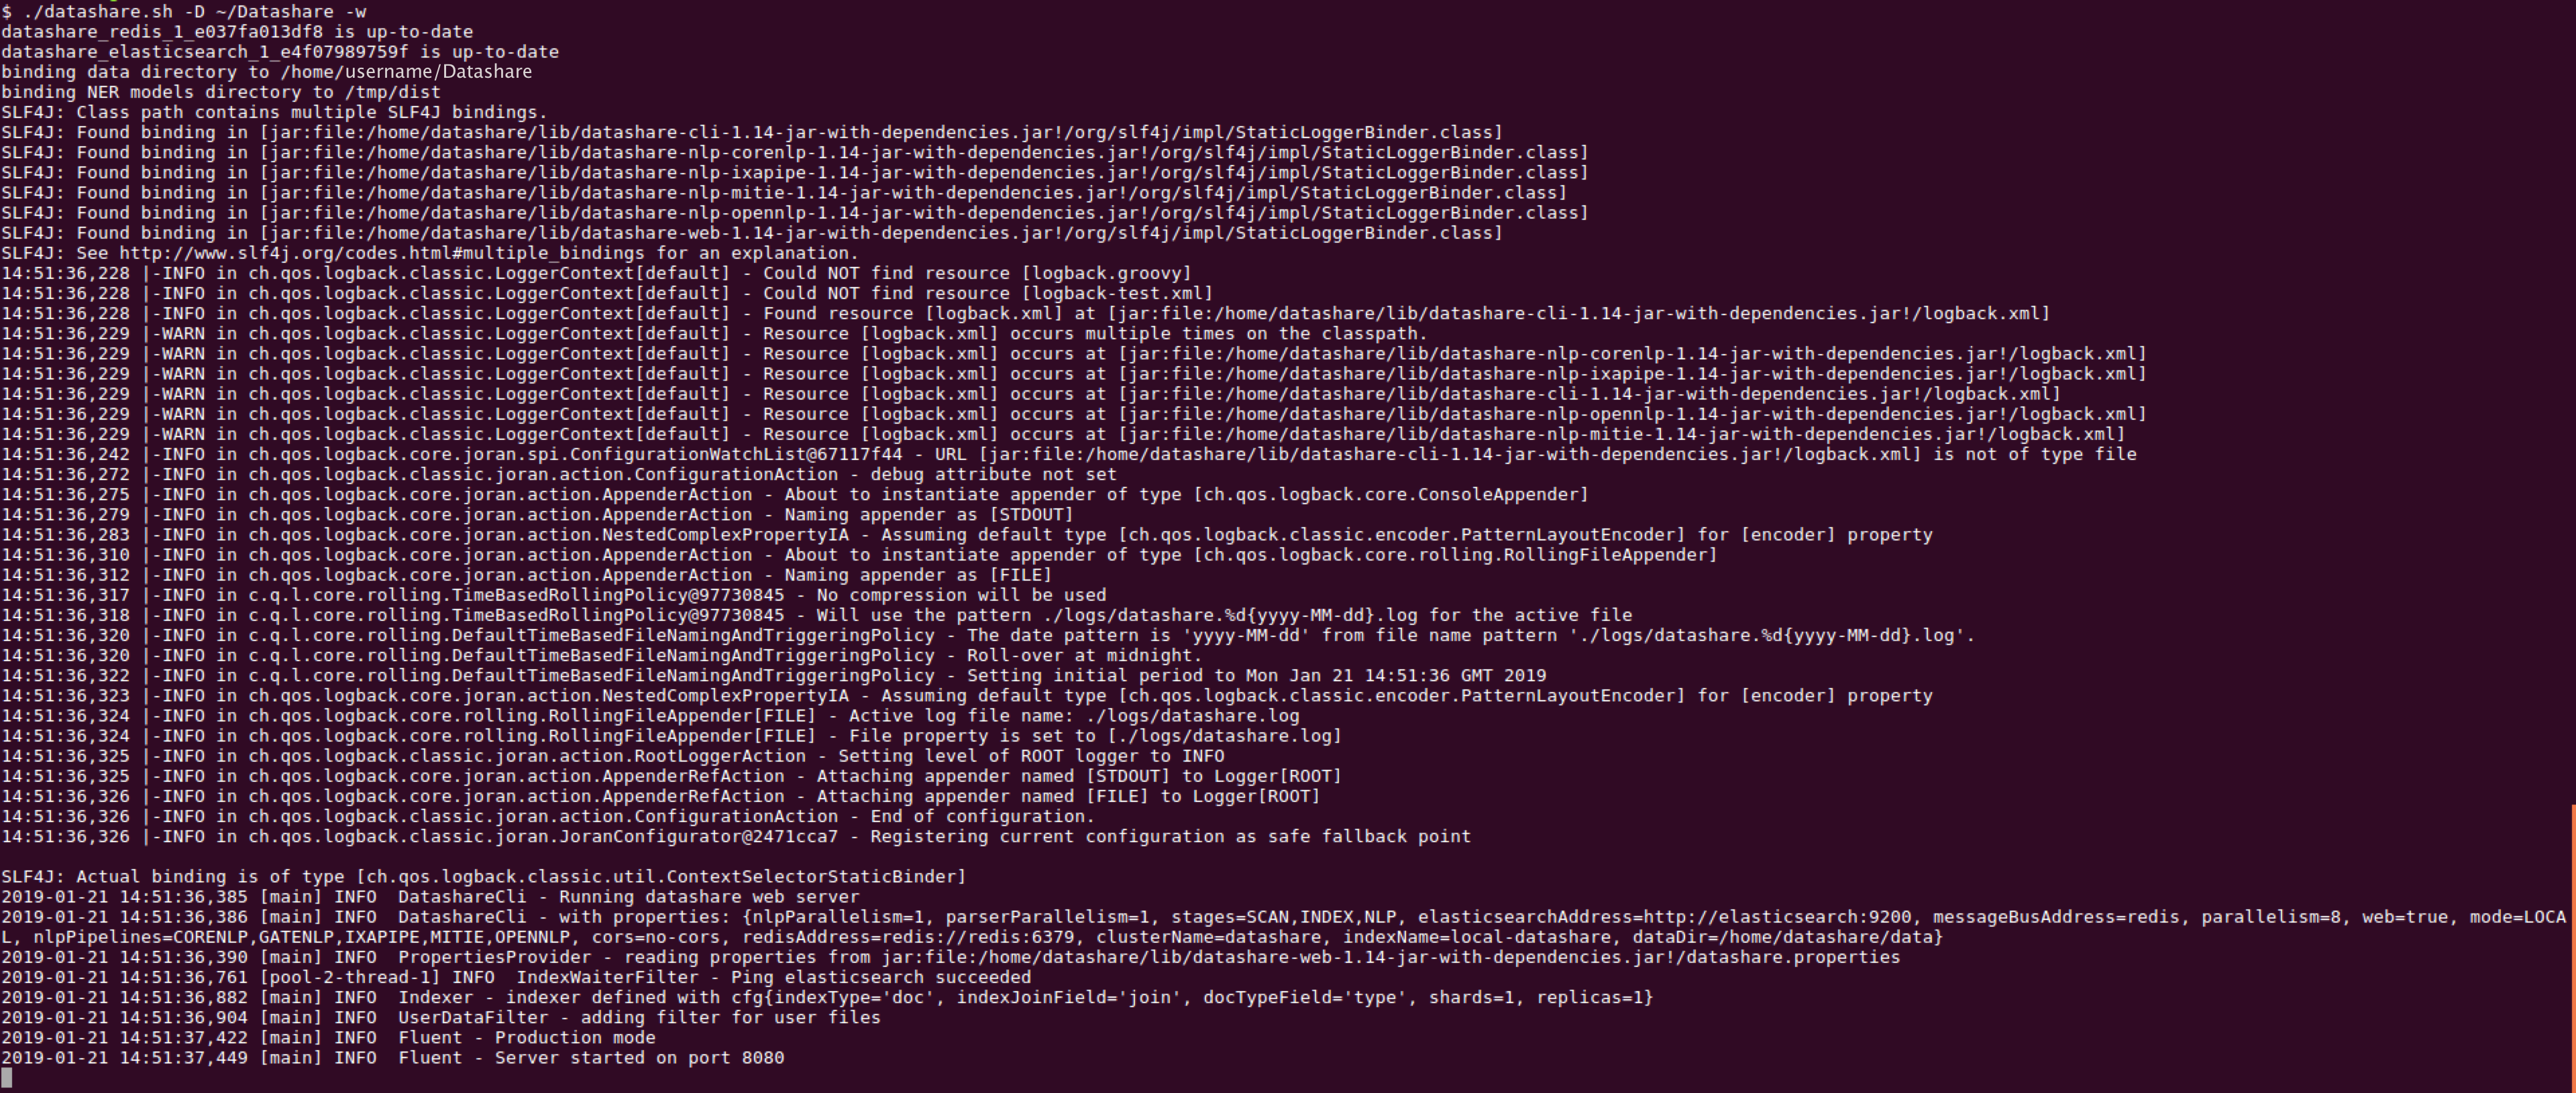 $ ./datashare.sh -D ~/Datashare -w
datashare_redis_1_e037fa013df8 is up-to-date
datashare_elasticsearch_1_e4f07989759f is up-to-date
binding data directory to /home/username/Datashare
binding NER models directory to /tmp/dist
SLF4J: Class path contains multiple SLF4J bindings.
SLF4J: Found binding in [jar:file:/home/datashare/lib/datashare-cli-1.14-jar-with-dependencies.jar!/org/slf4j/impl/StaticLoggerBinder.class]
SLF4J: Found binding in [jar:file:/home/datashare/lib/datashare-nlp-corenlp-1.14-jar-with-dependencies.jar!/org/slf4j/impl/StaticLoggerBinder.class]
SLF4J: Found binding in [jar:file:/home/datashare/lib/datashare-nlp-ixapipe-1.14-jar-with-dependencies.jar!/org/slf4j/impl/StaticLoggerBinder.class]
SLF4J: Found binding in [jar:file:/home/datashare/lib/datashare-nlp-mitie-1.14-jar-with-dependencies.jar!/org/slf4j/impl/StaticLoggerBinder.class]
SLF4J: Found binding in [jar:file:/home/datashare/lib/datashare-nlp-opennlp-1.14-jar-with-dependencies.jar!/org/slf4j/impl/StaticLoggerBinder.class]
SLF4J: Found binding in [jar:file:/home/datashare/lib/datashare-web-1.14-jar-with-dependencies.jar!/org/slf4j/impl/StaticLoggerBinder.class]
SLF4J: See http://www.slf4j.org/codes.html#multiple_bindings for an explanation.
14:51:36,228 |-INFO in ch.qos.logback.classic.LoggerContext[default] - Could NOT find resource [logback.groovy]
14:51:36,228 |-INFO in ch.qos.logback.classic.LoggerContext[default] - Could NOT find resource [logback-test.xml]
14:51:36,228 |-INFO in ch.qos.logback.classic.LoggerContext[default] - Found resource [logback.xml] at [jar:file:/home/datashare/lib/datashare-cli-1.14-jar-with-dependencies.jar!/logback.xml]
14:51:36,229 |-WARN in ch.qos.logback.classic.LoggerContext[default] - Resource [logback.xml] occurs multiple times on the classpath.
14:51:36,229 |-WARN in ch.qos.logback.classic.LoggerContext[default] - Resource [logback.xml] occurs at [jar:file:/home/datashare/lib/datashare-nlp-corenlp-1.14-jar-with-dependencies.jar!/logback.xml]
14:51:36,229 |-WARN in ch.qos.logback.classic.LoggerContext[default] - Resource [logback.xml] occurs at [jar:file:/home/datashare/lib/datashare-nlp-ixapipe-1.14-jar-with-dependencies.jar!/logback.xml]
14:51:36,229 |-WARN in ch.qos.logback.classic.LoggerContext[default] - Resource [logback.xml] occurs at [jar:file:/home/datashare/lib/datashare-cli-1.14-jar-with-dependencies.jar!/logback.xml]
14:51:36,229 |-WARN in ch.qos.logback.classic.LoggerContext[default] - Resource [logback.xml] occurs at [jar:file:/home/datashare/lib/datashare-nlp-opennlp-1.14-jar-with-dependencies.jar!/logback.xml]
14:51:36,229 |-WARN in ch.qos.logback.classic.LoggerContext[default] - Resource [logback.xml] occurs at [jar:file:/home/datashare/lib/datashare-nlp-mitie-1.14-jar-with-dependencies.jar!/logback.xml]
14:51:36,242 |-INFO in ch.qos.logback.core.joran.spi.ConfigurationWatchList@67117f44 - URL [jar:file:/home/datashare/lib/datashare-cli-1.14-jar-with-dependencies.jar!/logback.xml] is not of type file
14:51:36,272 |-INFO in ch.qos.logback.classic.joran.action.ConfigurationAction - debug attribute not set
14:51:36,275 |-INFO in ch.qos.logback.core.joran.action.AppenderAction - About to instantiate appender of type [ch.qos.logback.core.ConsoleAppender]
14:51:36,279 |-INFO in ch.qos.logback.core.joran.action.AppenderAction - Naming appender as [STDOUT]
14:51:36,283 |-INFO in ch.qos.logback.core.joran.action.NestedComplexPropertyIA - Assuming default type [ch.qos.logback.classic.encoder.PatternLayoutEncoder] for [encoder] property
14:51:36,310 |-INFO in ch.qos.logback.core.joran.action.AppenderAction - About to instantiate appender of type [ch.qos.logback.core.rolling.RollingFileAppender]
14:51:36,312 |-INFO in ch.qos.logback.core.joran.action.AppenderAction - Naming appender as [FILE]
14:51:36,317 |-INFO in c.q.l.core.rolling.TimeBasedRollingPolicy@97730845 - No compression will be used
14:51:36,318 |-INFO in c.q.l.core.rolling.TimeBasedRollingPolicy@97730845 - Will use the pattern ./logs/datashare.%d{yyyy-MM-dd}.log for the active file
14:51:36,320 |-INFO in c.q.l.core.rolling.DefaultTimeBasedFileNamingAndTriggeringPolicy - The date pattern is 'yyyy-MM-dd' from file name pattern './logs/datashare.%d{yyyy-MM-dd}.log'.
14:51:36,320 |-INFO in c.q.l.core.rolling.DefaultTimeBasedFileNamingAndTriggeringPolicy - Roll-over at midnight.
14:51:36,322 |-INFO in c.q.l.core.rolling.DefaultTimeBasedFileNamingAndTriggeringPolicy - Setting initial period to Mon Jan 21 14:51:36 GMT 2019
14:51:36,323 |-INFO in ch.qos.logback.core.joran.action.NestedComplexPropertyIA - Assuming default type [ch.qos.logback.classic.encoder.PatternLayoutEncoder] for [encoder] property
14:51:36,324 |-INFO in ch.qos.logback.core.rolling.RollingFileAppender[FILE] - Active log file name: ./logs/datashare.log
14:51:36,324 |-INFO in ch.qos.logback.core.rolling.RollingFileAppender[FILE] - File property is set to [./logs/datashare.log]
14:51:36,325 |-INFO in ch.qos.logback.classic.joran.action.RootLoggerAction - Setting level of ROOT logger to INFO
14:51:36,325 |-INFO in ch.qos.logback.core.joran.action.AppenderRefAction - Attaching appender named [STDOUT] to Logger[ROOT]
14:51:36,326 |-INFO in ch.qos.logback.core.joran.action.AppenderRefAction - Attaching appender named [FILE] to Logger[ROOT]
14:51:36,326 |-INFO in ch.qos.logback.classic.joran.action.ConfigurationAction - End of configuration.
14:51:36,326 |-INFO in ch.qos.logback.classic.joran.JoranConfigurator@2471cca7 - Registering current configuration as safe fallback point
SLF4J: Actual binding is of type [ch.qos.logback.classic.util.ContextSelectorStaticBinder]
2019-01-21 14:51:36,385 [main] INFO  DatashareCli - Running datashare web server
2019-01-21 14:51:36,386 [main] INFO  DatashareCli - with properties: {nlpParallelism=1, parserParallelism=1, stages=SCAN,INDEX,NLP, elasticsearchAddress=http://elasticsearch:9200, messageBusAddress=redis, parallelism=8, web=true, mode=LOCA
L, nlpPipelines=CORENLP,GATENLP,IXAPIPE,MITIE,OPENNLP, cors=no-cors, redisAddress=redis://redis:6379, clusterName=datashare, indexName=local-datashare, dataDir=/home/datashare/data}
2019-01-21 14:51:36,390 [main] INFO  PropertiesProvider - reading properties from jar:file:/home/datashare/lib/datashare-web-1.14-jar-with-dependencies.jar!/datashare.properties
2019-01-21 14:51:36,761 [pool-2-thread-1] INFO  IndexWaiterFilter - Ping elasticsearch succeeded
2019-01-21 14:51:36,882 [main] INFO  Indexer - indexer defined with cfg{indexType='doc', indexJoinField='join', docTypeField='type', shards=1, replicas=1}
2019-01-21 14:51:36,904 [main] INFO  UserDataFilter - adding filter for user files
2019-01-21 14:51:37,422 [main] INFO  Fluent - Production mode
2019-01-21 14:51:37,449 [main] INFO  Fluent - Server started on port 8080